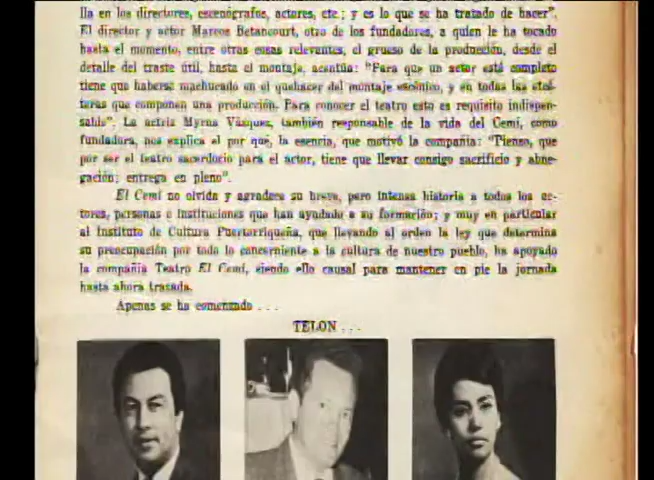 lla en los directores, escenógrafos, actores, etc; y es lo que se ha tratado de hacer".
El director y actor Marcos Betancourt, otro de los fundadores, a quien le ha tocado
hasta el momento, entre otras cosas relevantes, el grueso de la producción, desde el
detalle del traste útil, hasta el montaje, acentúa: "Para que un actor esté completo
tiene que haberse machucado en el quehacer del montaje escénico, y en todas las eta-
teras que componen una producción. Para conocer el teatro esto es requisito indispen-
sable". La actriz Myrna Vázquez, también responsable de la vida del Cemí, como
fundadora, nos explica el por qué, la esencia, que motivó la compañía: "Pienso, que
por ser el teatro sacerdocio para el actor, tiene que llevar consigo sacrificio y abne-
gación; entrega en pleno".
El Cemí no olvida y agradece su breve, pero intensa historia a todos los ac-
tores, personas e instituciones que han ayudado a su formación; y muy en particular
al Instituto de Cultura Puertorriqueña, que llevando al orden la ley que determina
su preocupación por todo lo concerniente a la cultura de nuestro pueblo, ha apoyado
la compañía Teatro El Cemí, siendo ello causal para mantener en pie la jornada
hasta ahora trazada.
Apenas se ha comenzado . . .
TELON . . .